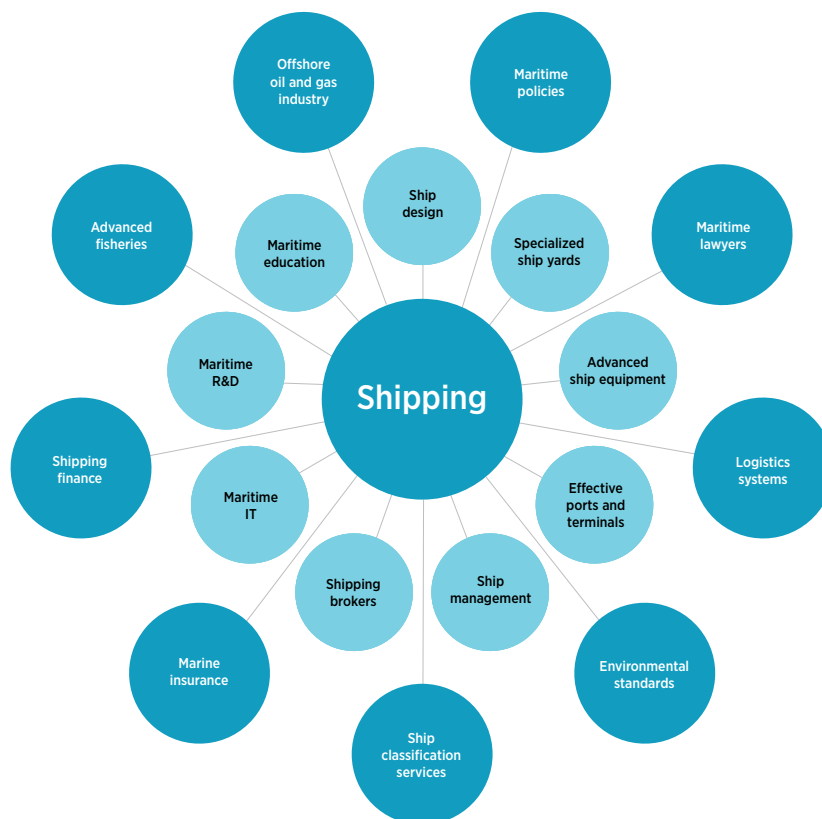 Offshore
oil and gas
industry
Maritime
policies
Ship
design
Advanced
fisheries
Maritime
education
Specialized
ship yards
Maritime
lawyers
Maritime
R&D
Shipping
Advanced
ship equipment
Shipping
finance
Maritime
IT
Effective
ports and
terminals
Logistics
systems
Shipping
brokers
Ship
management
Marine
insurance
Environmental
standards
Ship
classification
services